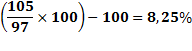 (105/97 × 100) − 100 = 8,25%